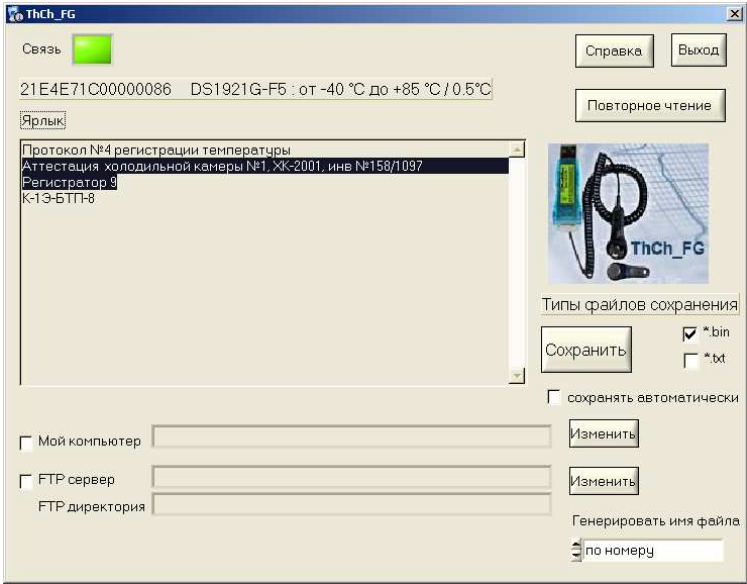 ThCh_FG
Связь
Справка
Выход
21E4E71C00000086 DS1921G-F5 : от -40 °C до +85 °C / 0.5°C
Повторное чтение
Ярлык
Протокол №4 регистрации температуры
Аттестация холодильной камеры №1, ХК-2001, инв №158/1097
Регистратор 9
К-1Э-БТП-8
ThCh_FG
Типы файлов сохранения
Сохранить
*.bin
*.txt
сохранять автоматически
Мой компьютер
Изменить
FTP сервер
Изменить
FTP директория
Генерировать имя файла
по номеру